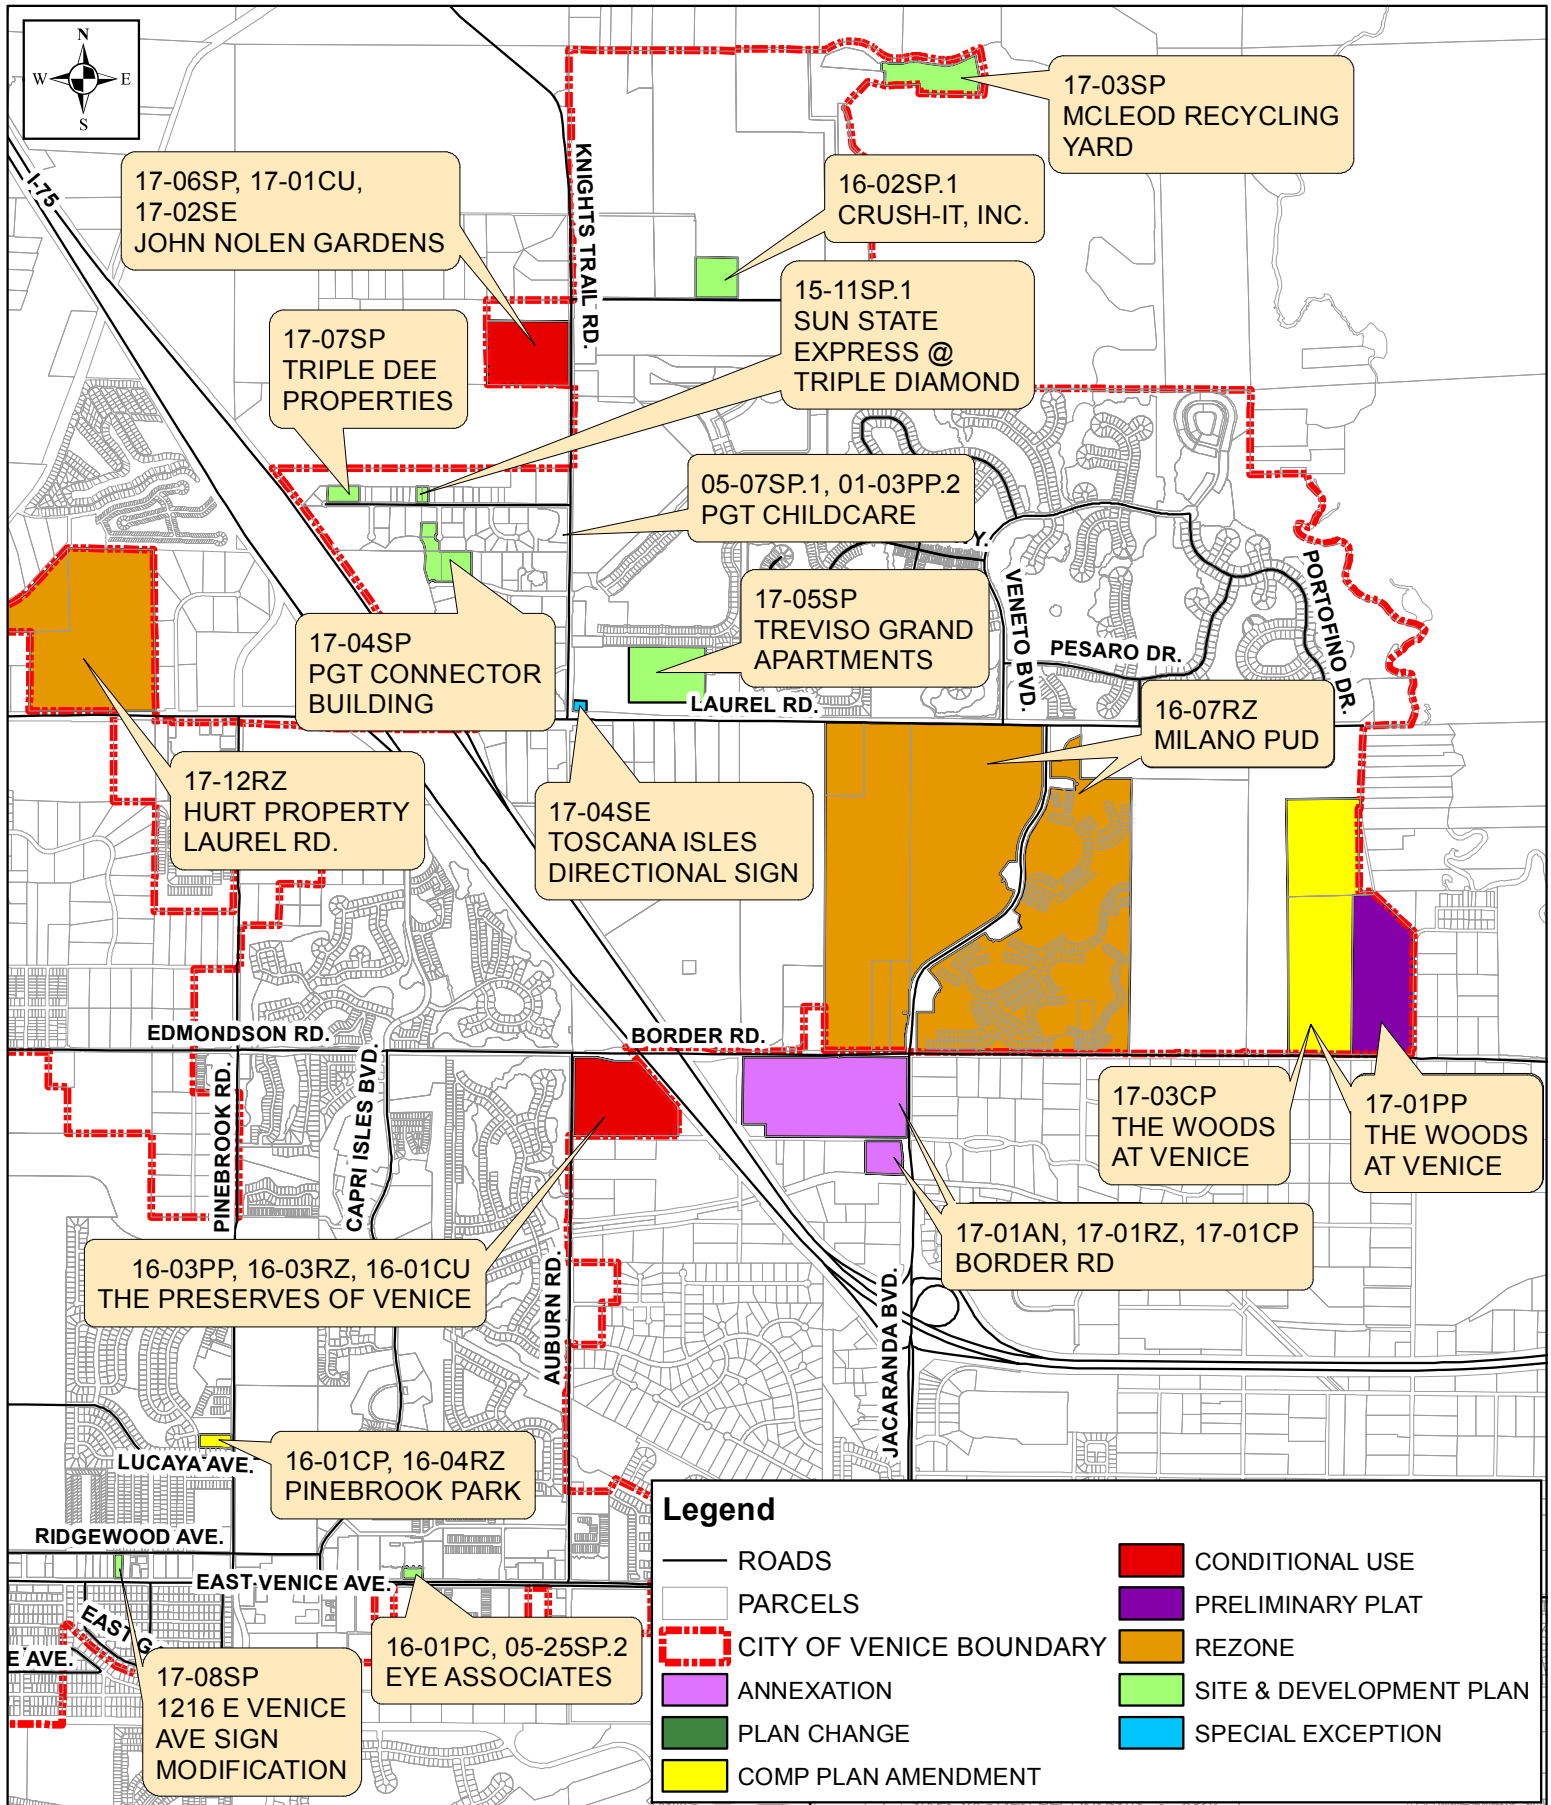 N
W E
S
17-03SP
MCLEOD RECYCLING
YARD
17-06SP, 17-01CU,
17-02SE
JOHN NOLEN GARDENS
16-02SP.1
CRUSH-IT, INC.
I-75
KNIGHTS TRAIL RD.
15-11SP.1
SUN STATE
EXPRESS @
TRIPLE DIAMOND
17-07SP
TRIPLE DEE
PROPERTIES
05-07SP.1, 01-03PP.2
PGT CHILDCARE
Y.
17-05SP
TREVISO GRAND
APARTMENTS
VENETO BVD.
PORTOFINO DR.
PESARO DR.
17-04SP
PGT CONNECTOR
BUILDING
LAUREL RD.
16-07RZ
MILANO PUD
17-12RZ
HURT PROPERTY
LAUREL RD.
17-04SE
TOSCANA ISLES
DIRECTIONAL SIGN
EDMONDSON RD.
BORDER RD.
PINEBROOK RD.
CAPRI ISLES BVD.
17-03CP
THE WOODS
AT VENICE
17-01PP
THE WOODS
AT VENICE
17-01AN, 17-01RZ, 17-01CP
BORDER RD
16-03PP, 16-03RZ, 16-01CU
THE PRESERVES OF VENICE
AUBURN RD.
JACARANDA BLVD.
LUCAYA AVE.
16-01CP, 16-04RZ
PINEBROOK PARK
RIDGEWOOD AVE.
EAST VENICE AVE.
EAST G
E AVE.
16-01PC, 05-25SP.2
EYE ASSOCIATES
17-08SP
1216 E VENICE
AVE SIGN
MODIFICATION
Legend
ROADS
PARCELS
CITY OF VENICE BOUNDARY
ANNEXATION
PLAN CHANGE
COMP PLAN AMENDMENT
CONDITIONAL USE
PRELIMINARY PLAT
REZONE
SITE & DEVELOPMENT PLAN
SPECIAL EXCEPTION